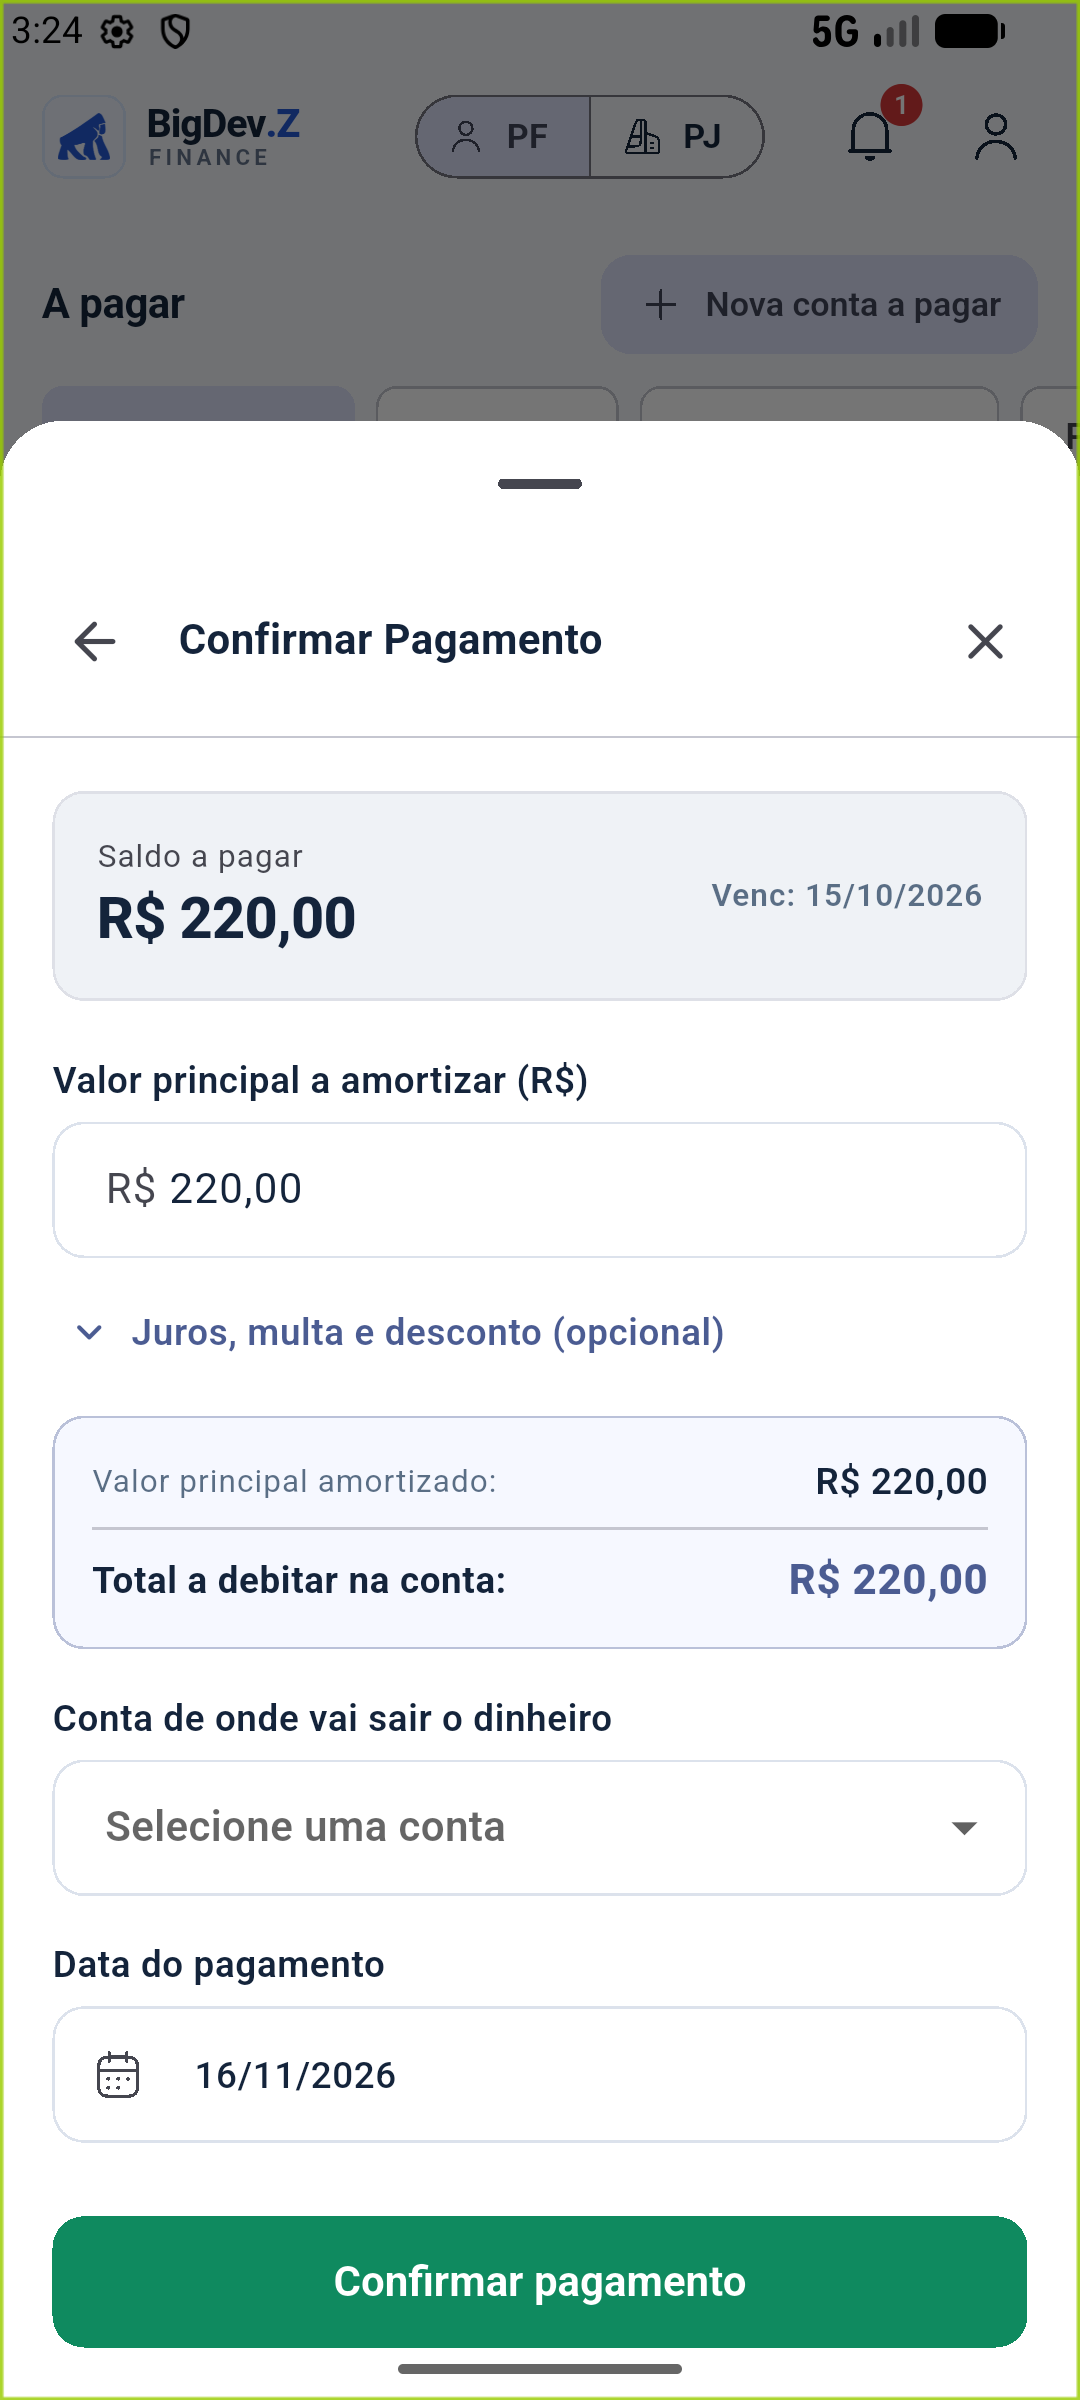 3:24
5G
BigDev.Z
FINANCE
PF
PJ
1
A pagar
Nova conta a pagar
Confirmar Pagamento
Saldo a pagar
R$ 220,00
Venc: 15/10/2026
Valor principal a amortizar (R$)
R$ 220,00
Juros, multa e desconto (opcional)
Valor principal amortizado:
R$ 220,00
Total a debitar na conta:
R$ 220,00
Conta de onde vai sair o dinheiro
Selecione uma conta
Data do pagamento
16/11/2026
Confirmar pagamento